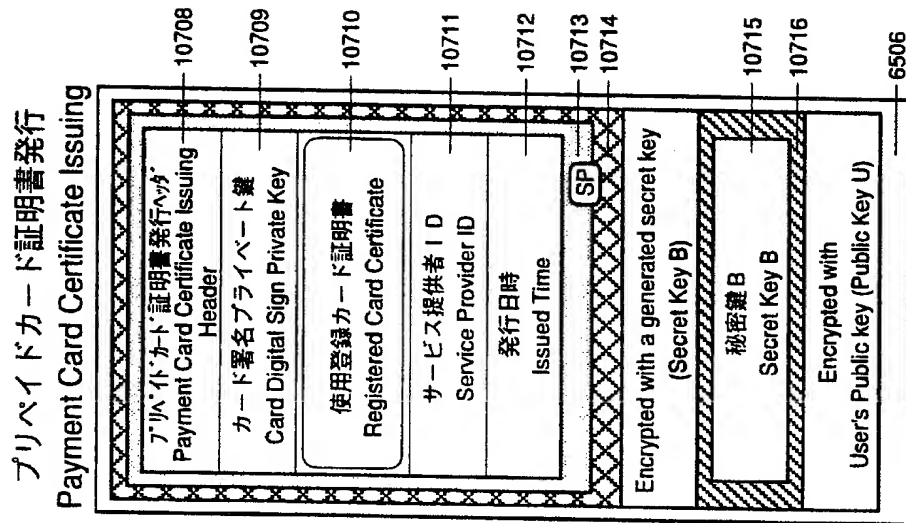 プリペイドカード証明書発行
Payment Card Certificate Issuing
プリペイドカード証明書発行ヘッダ
Payment Card Certificate Issuing
Header
10708
カード署名プライベート鍵
Card Digital Sign Private Key
10709
使用登録カード証明書
Registered Card Certificate
10710
サービス提供者ID
Service Provider ID
10711
発行日時
Issued Time
10712
SP
10713
10714
Encrypted with a generated secret key
(Secret Key B)
秘密鍵B
Secret Key B
10715
10716
Encrypted with
User's Public key (Public Key U)
6506